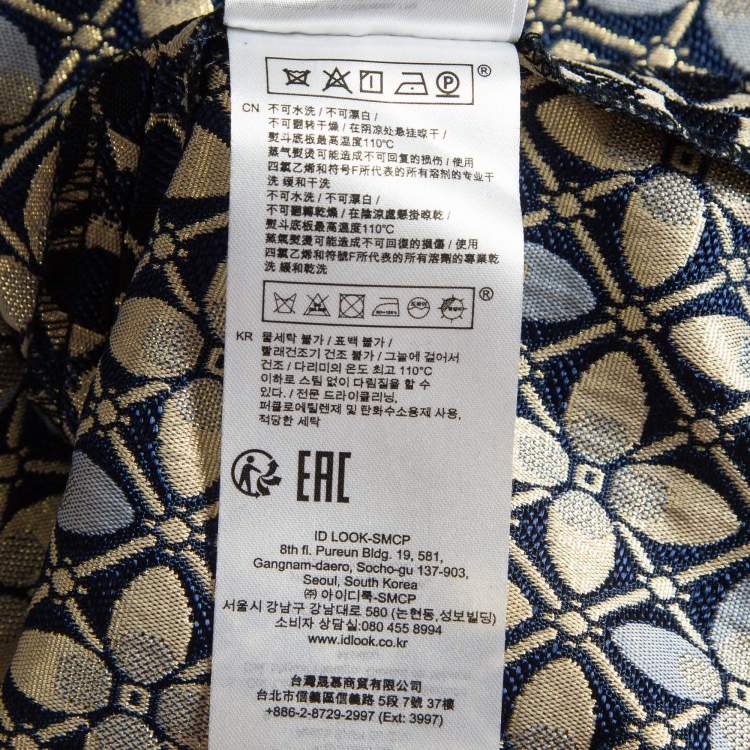 CN 不可水洗 / 不可漂白 /
不可翻转干燥 / 在阴凉处悬挂晾干 /
熨斗底板最高温度110°C
蒸气熨烫可能造成不可回复的损伤 / 使用
四氯乙烯和符号F所代表的所有溶剂的专业干
洗 缓和干洗
不可水洗 / 不可漂白 /
不可翻轉乾燥 / 在陰涼處懸掛晾乾 /
熨斗底板最高溫度110°C
蒸氣熨燙可能造成不可回復的損傷 / 使用
四氯乙烯和符號F所代表的所有溶劑的專業乾
洗 緩和乾洗
KR 물세탁 불가 / 표백 불가 /
빨래건조기 건조 불가 / 그늘에 걸어서
건조 / 다리미의 온도 최고 110°C
이하로 스팀 없이 다림질을 할 수
있다. / 전문 드라이클리닝,
퍼클로에틸렌제 및 탄화수소용제 사용,
적당한 세탁
EAC
ID LOOK-SMCP
8th fl. Pureun Bldg. 19, 581,
Gangnam-daero, Socho-gu 137-903,
Seoul, South Korea
㈜ 아이디룩-SMCP
서울시 강남구 강남대로 580 (논현동,성보빌딩)
소비자 상담실:080 455 8994
www.idlook.co.kr
台灣晟慕商貿有限公司
台北市信義區信義路 5段 7號 37樓
+886-2-8729-2997 (Ext: 3997)